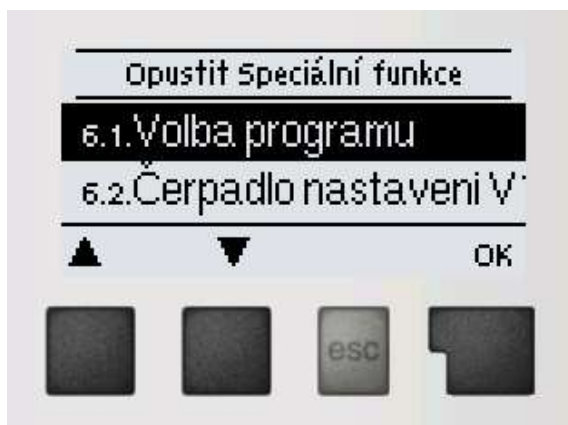 Opustit Speciální funkce
6.1.Volba programu
6.2.Čerpadlo nastaveni V
OK
esc